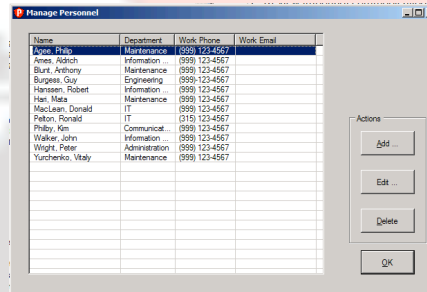 Manage Personnel
Name Department Work Phone Work Email
Agee, Philip Maintenance (999) 123-4567
Ames, Aldrich Information ... (999) 123-4567
Blunt, Anthony Maintenance (999) 123-4567
Burgess, Guy Engineering (999)-123-4567
Hanssen, Robert Information ... (999) 123-4567
Hari, Mata Maintenance (999) 123-4567
MacLean, Donald IT (999) 123-4567
Pelton, Ronald IT (315) 123-4567
Philby, Kim Communicat... (999) 123-4567
Walker, John Information ... (999) 123-4567
Wright, Peter Administration (999) 123-4567
Yurchenko, Vitaly Maintenance (999) 123-4567
Actions
Add ...
Edit ...
Delete
OK